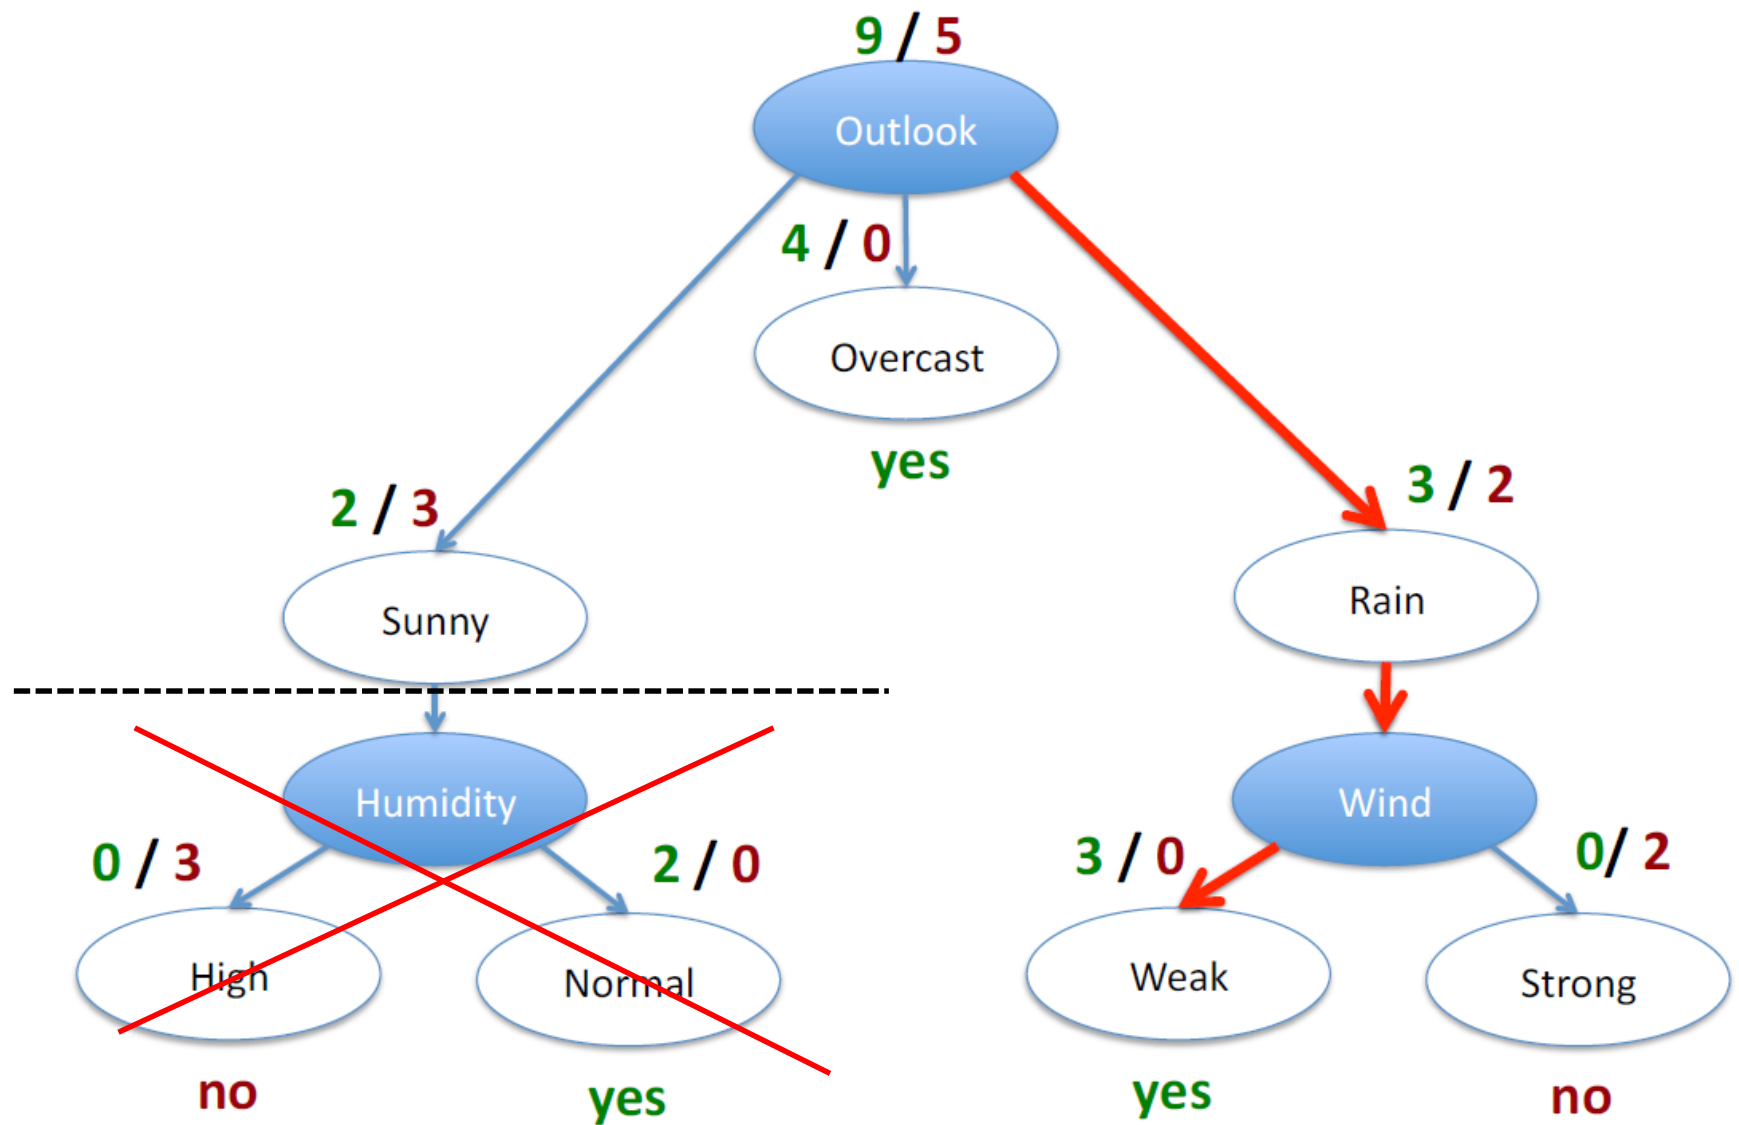 9 / 5
Outlook
4 / 0
Overcast
yes
2 / 3
3 / 2
Sunny
Rain
Humidity
Wind
0 / 3
2 / 0
3 / 0
0/ 2
High
Normal
Weak
Strong
no
yes
yes
no